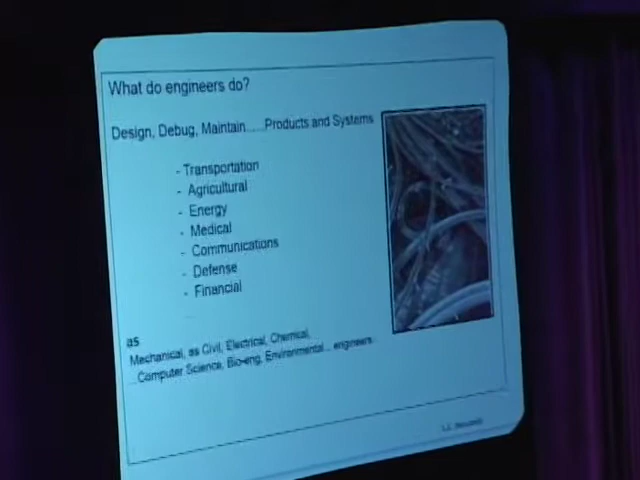 What do engineers do?
Design, Debug, Maintain.....Products and Systems
- Transportation
- Agricultural
- Energy
- Medical
- Communications
- Defense
- Financial
as
Mechanical, as Civil, Electrical, Chemical,
...Computer Science, Bio-eng, Environmental... engineers